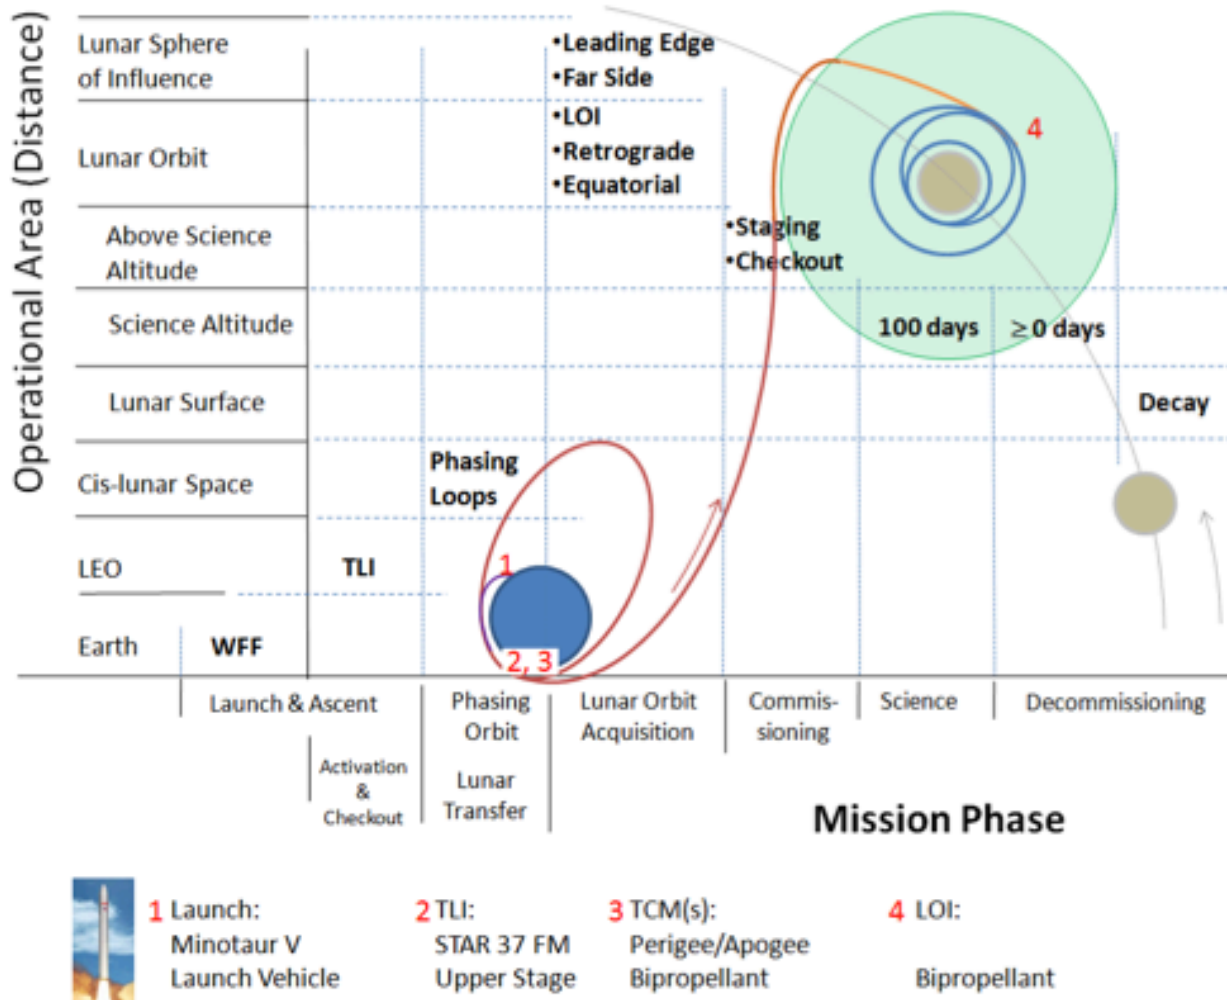 Operational Area (Distance)
Lunar Sphere
of Influence
Lunar Orbit
Above Science
Altitude
Science Altitude
Lunar Surface
Cis-lunar Space
LEO
Earth
•Leading Edge
•Far Side
•LOI
•Retrograde
•Equatorial
•Staging
•Checkout
4
100 days
≥0 days
Decay
Phasing
Loops
1
TLI
WFF
2, 3
Launch & Ascent
Phasing
Orbit
Lunar Orbit
Acquisition
Commis-
sioning
Science
Decommissioning
Activation
&
Checkout
Lunar
Transfer
Mission Phase
1 Launch:
Minotaur V
Launch Vehicle
2 TLI:
STAR 37 FM
Upper Stage
3 TCM(s):
Perigee/Apogee
Bipropellant
4 LOI:
Bipropellant